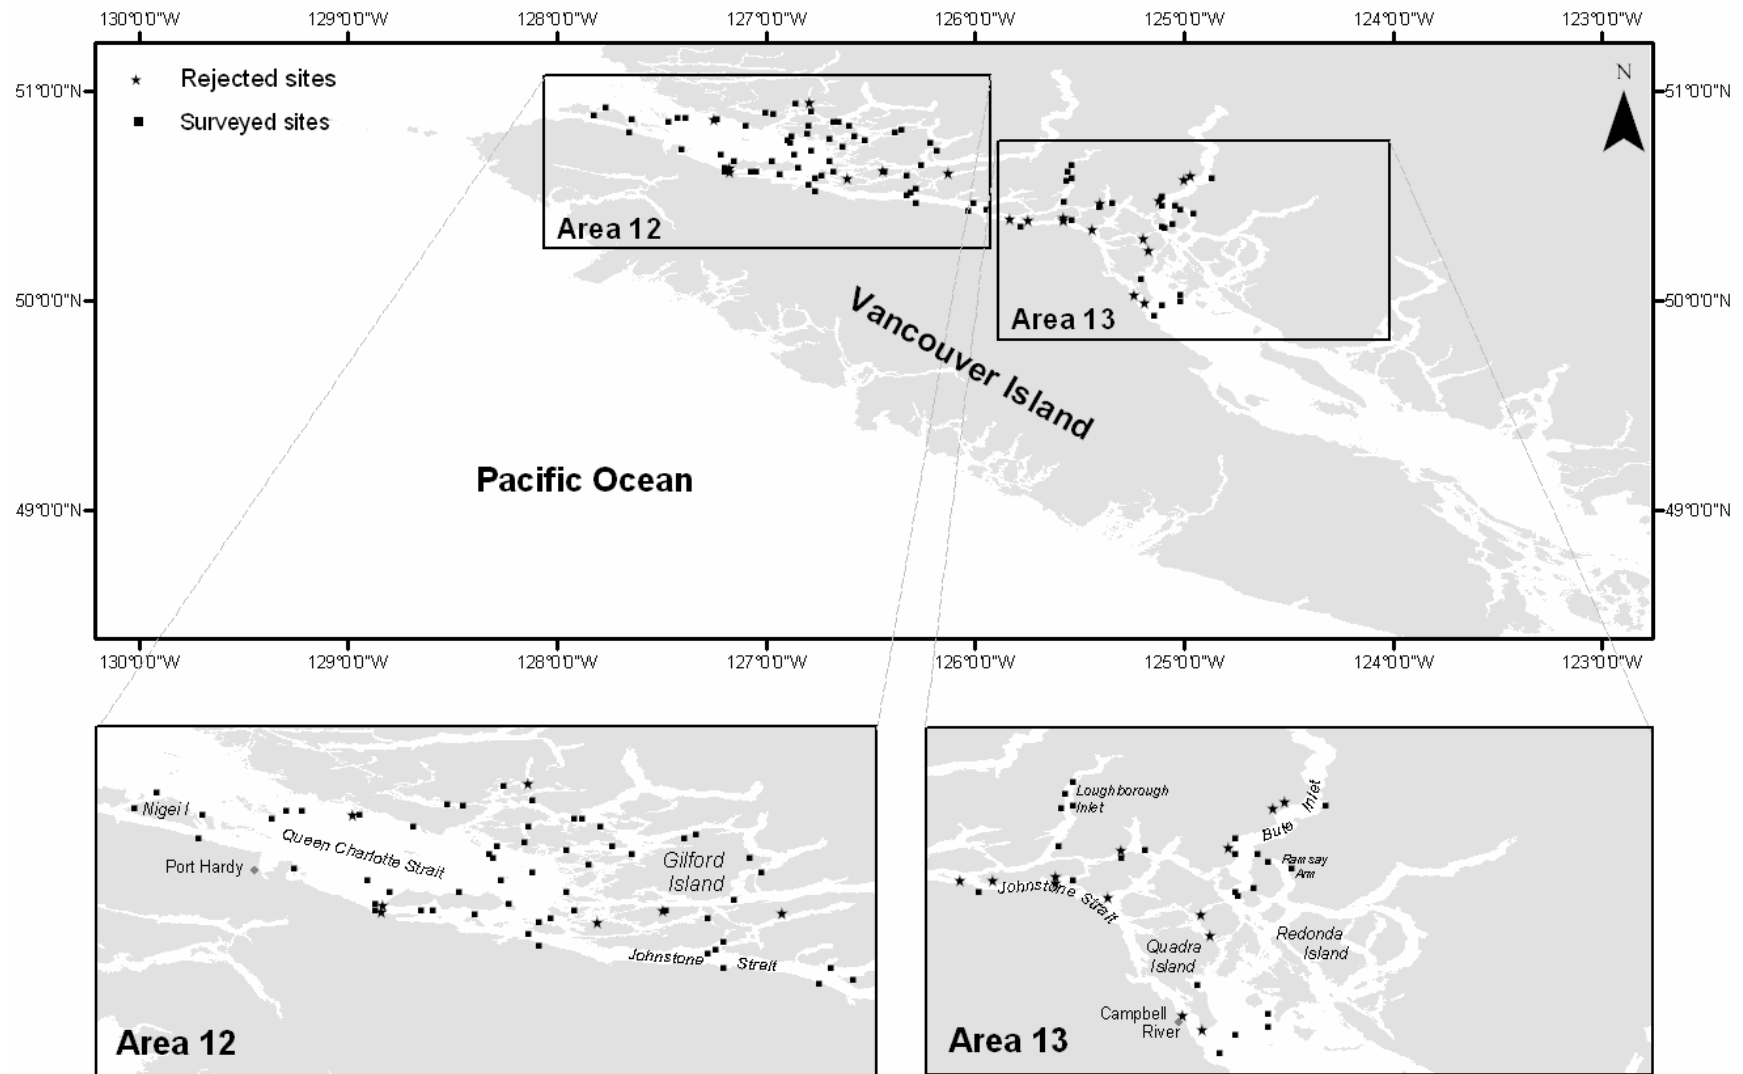 130°0'0"W 129°0'0"W 128°0'0"W 127°0'0"W 126°0'0"W 125°0'0"W 124°0'0"W 123°0'0"W
Rejected sites
Surveyed sites
N
51°0'0"N
51°0'0"N
Area 12
Area 13
50°0'0"N
50°0'0"N
Vancouver Island
Pacific Ocean
49°0'0"N
49°0'0"N
130°0'0"W 129°0'0"W 128°0'0"W 127°0'0"W 126°0'0"W 125°0'0"W 124°0'0"W 123°0'0"W
Nigei I
Queen Charlotte Strait
Port Hardy
Gilford
Island
Johnstone Strait
Area 12
Loughborough
Inlet
Bute Inlet
Ramsay
Arm
Johnstone Strait
Quadra
Island
Redonda
Island
Campbell
River
Area 13